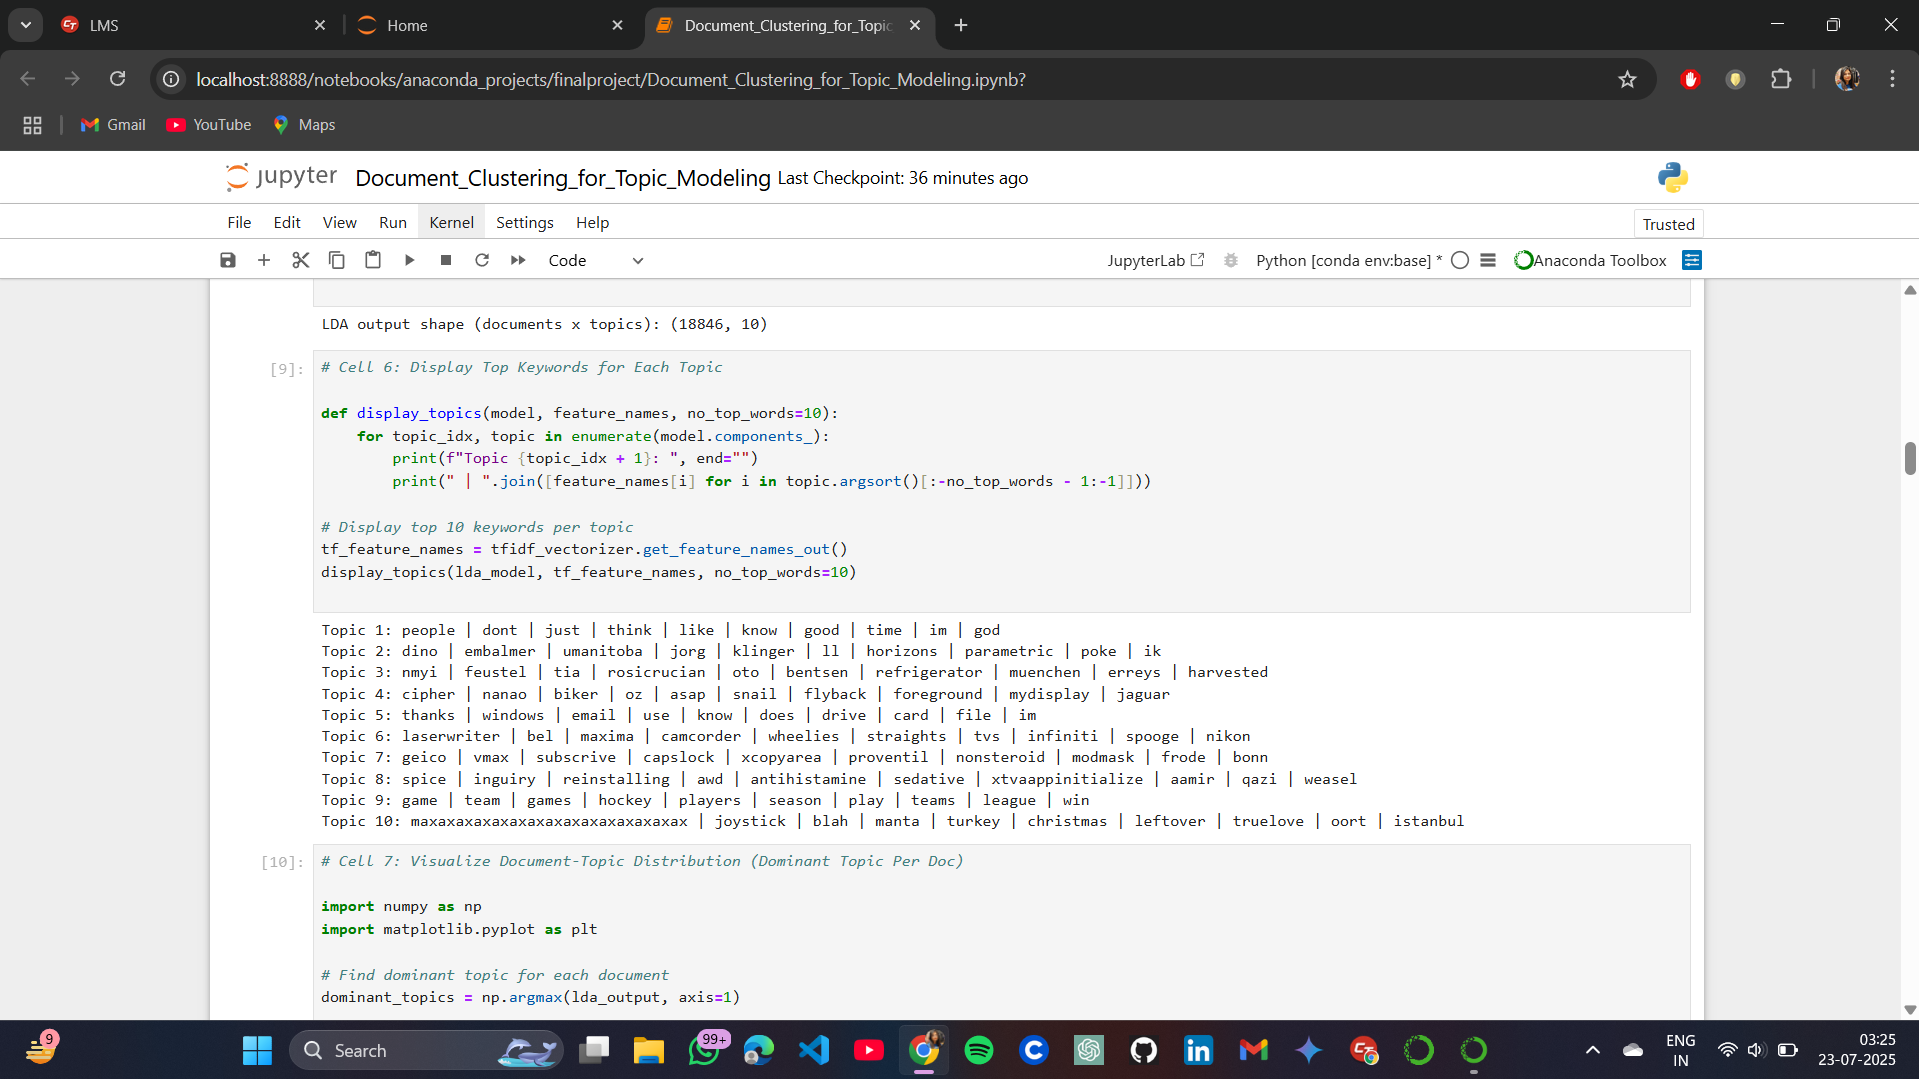 LMS
Home
Document_Clustering_for_Topic
localhost:8888/notebooks/anaconda_projects/finalproject/Document_Clustering_for_Topic_Modeling.ipynb?
Gmail
YouTube
Maps
jupyter Document_Clustering_for_Topic_Modeling Last Checkpoint: 36 minutes ago
File Edit View Run Kernel Settings Help
Trusted
Code
JupyterLab
Python [conda env:base] *
Anaconda Toolbox
LDA output shape (documents x topics): (18846, 10)
[9]:
# Cell 6: Display Top Keywords for Each Topic
def display_topics(model, feature_names, no_top_words=10):
    for topic_idx, topic in enumerate(model.components_):
        print(f"Topic {topic_idx + 1}: ", end="")
        print(" | ".join([feature_names[i] for i in topic.argsort()[:-no_top_words - 1:-1]]))
# Display top 10 keywords per topic
tf_feature_names = tfidf_vectorizer.get_feature_names_out()
display_topics(lda_model, tf_feature_names, no_top_words=10)
Topic 1: people | dont | just | think | like | know | good | time | im | god
Topic 2: dino | embalmer | umanitoba | jorg | klinger | ll | horizons | parametric | poke | ik
Topic 3: nmyi | feustel | tia | rosicrucian | oto | bentsen | refrigerator | muenchen | erreys | harvested
Topic 4: cipher | nanao | biker | oz | asap | snail | flyback | foreground | mydisplay | jaguar
Topic 5: thanks | windows | email | use | know | does | drive | card | file | im
Topic 6: laserwriter | bel | maxima | camcorder | wheelies | straights | tvs | infiniti | spooge | nikon
Topic 7: geico | vmax | subscrive | capslock | xcopyarea | proventil | nonsteroid | modmask | frode | bonn
Topic 8: spice | inguiry | reinstalling | awd | antihistamine | sedative | xtvaappinitialize | aamir | qazi | weasel
Topic 9: game | team | games | hockey | players | season | play | teams | league | win
Topic 10: maxaxaxaxaxaxaxaxaxaxaxaxaxaxax | joystick | blah | manta | turkey | christmas | leftover | truelove | oort | istanbul
[10]:
# Cell 7: Visualize Document-Topic Distribution (Dominant Topic Per Doc)
import numpy as np
import matplotlib.pyplot as plt
# Find dominant topic for each document
dominant_topics = np.argmax(lda_output, axis=1)
9
Search
99+
ENG
IN
03:25
23-07-2025